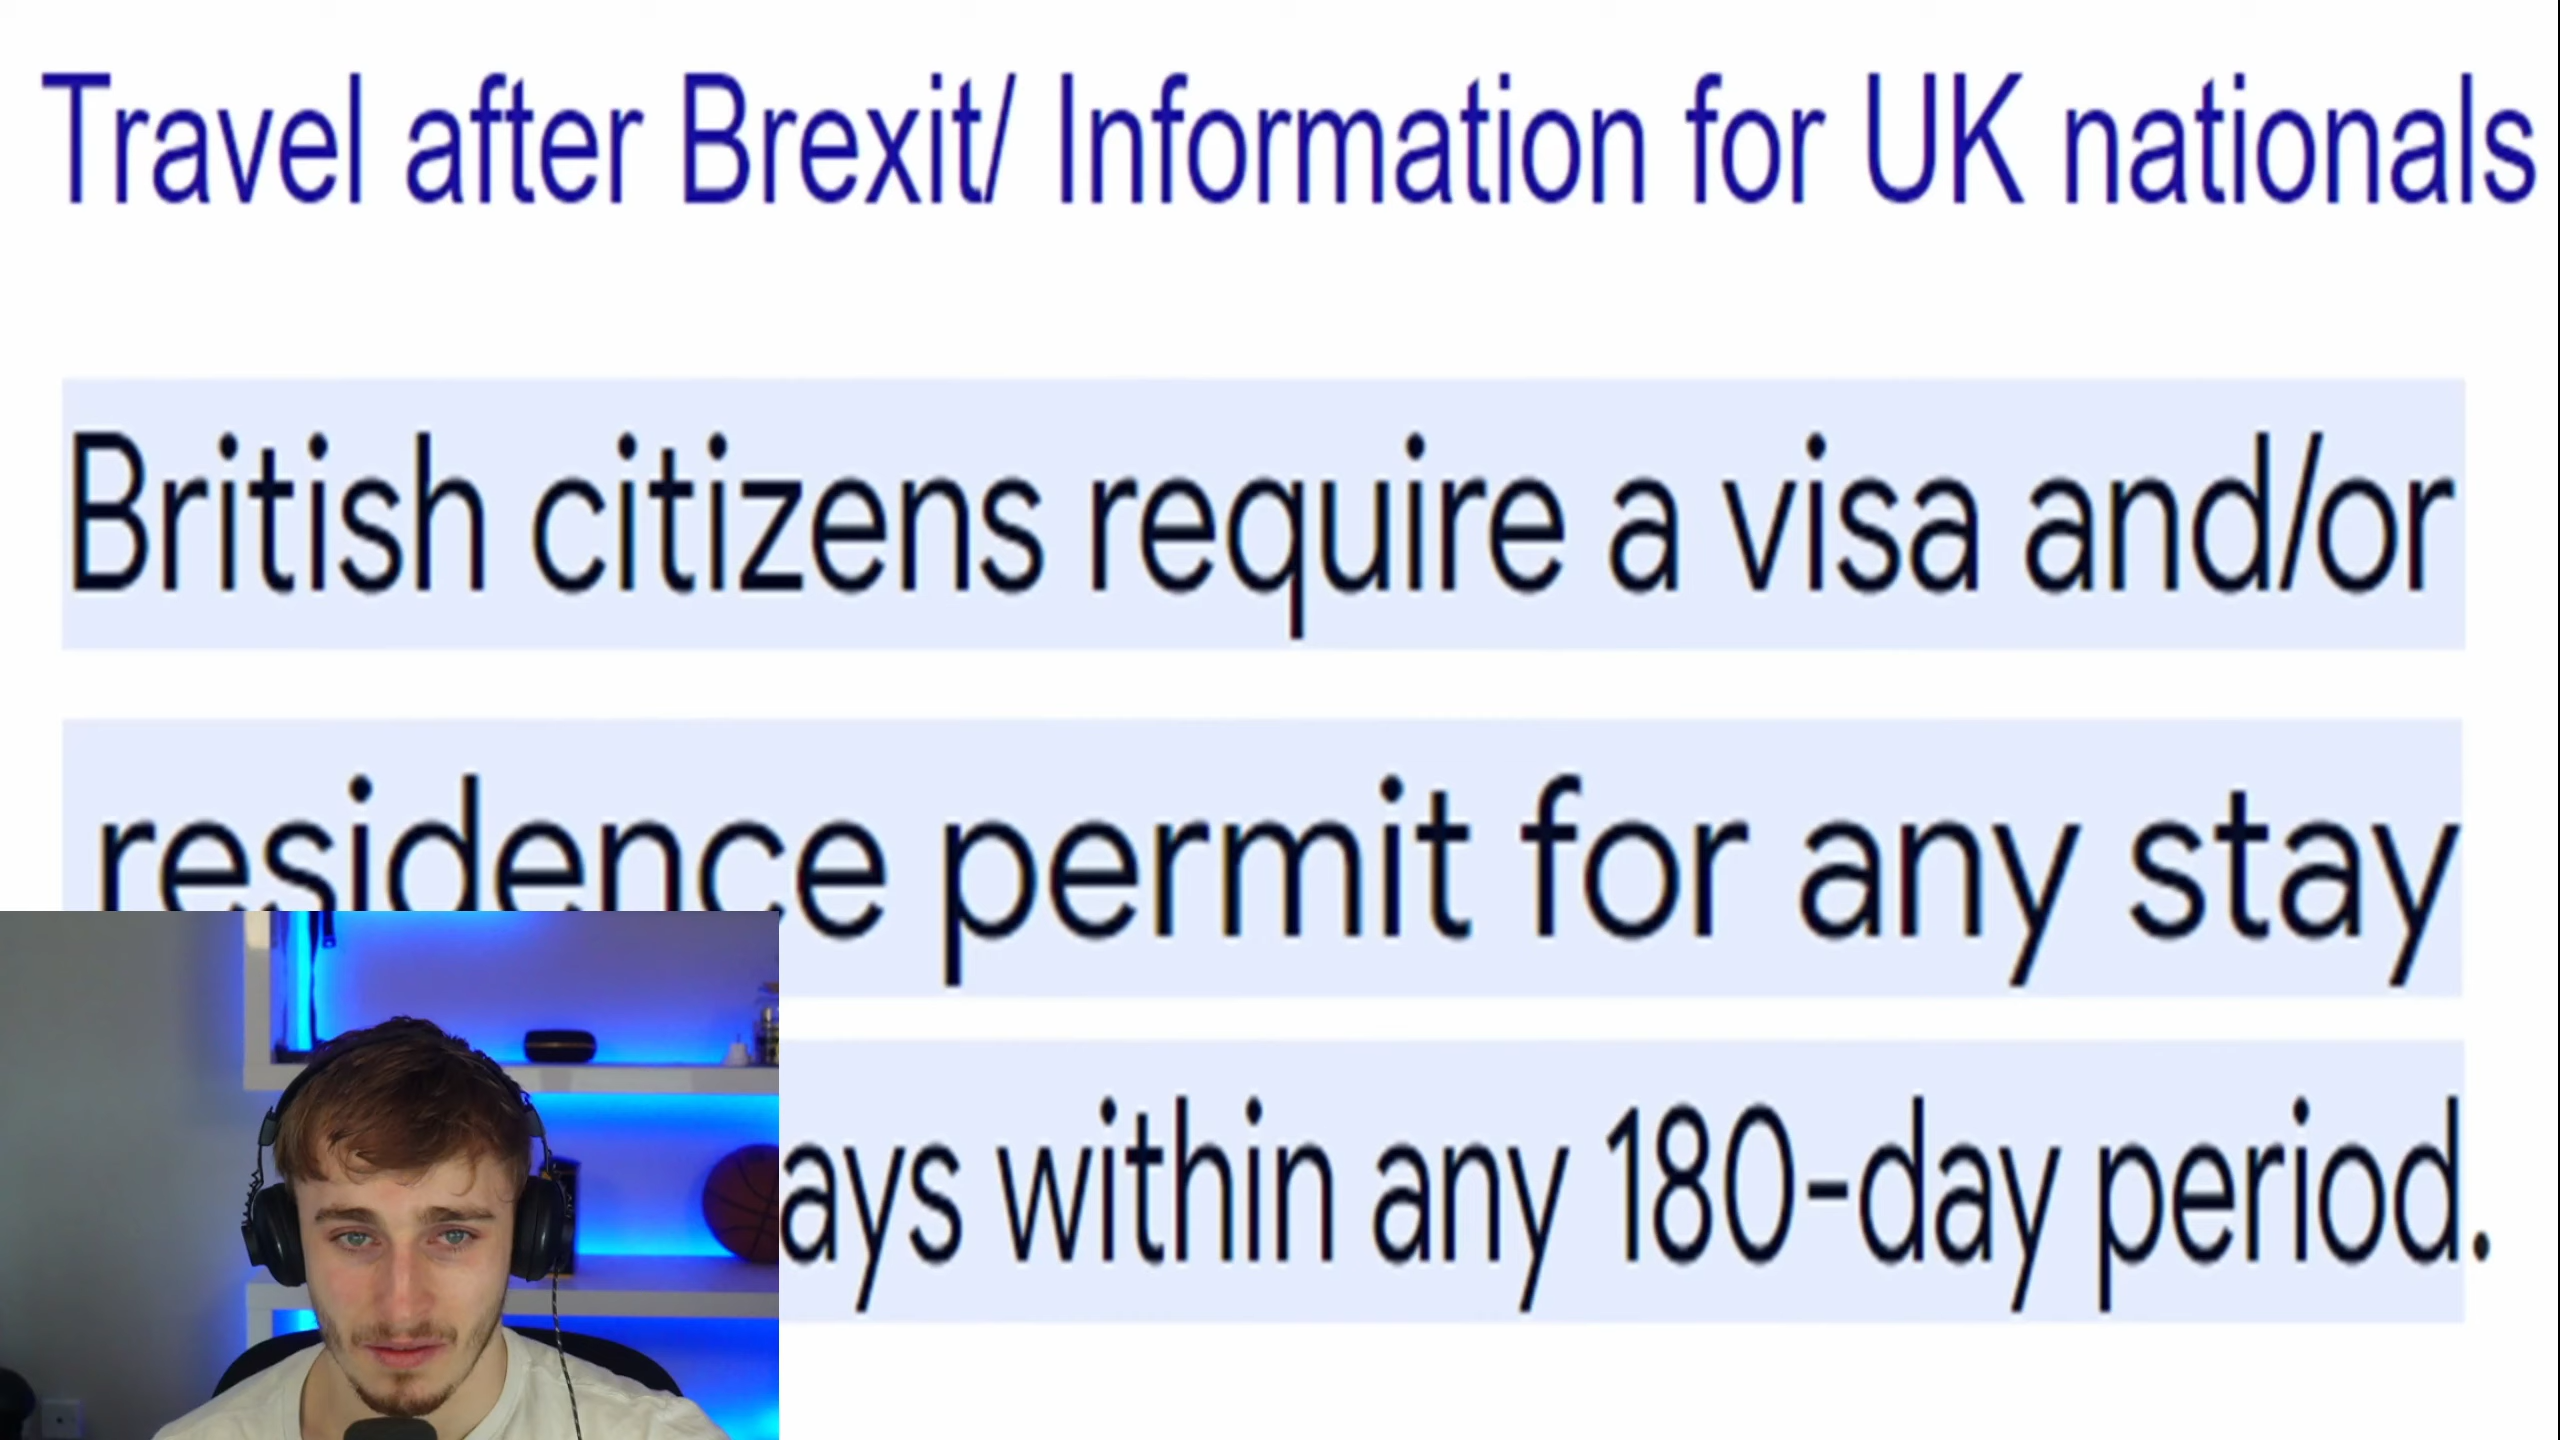 Travel after Brexit/ Information for UK nationals
British citizens require a visa and/or
residence permit for any stay
within any 180-day period.